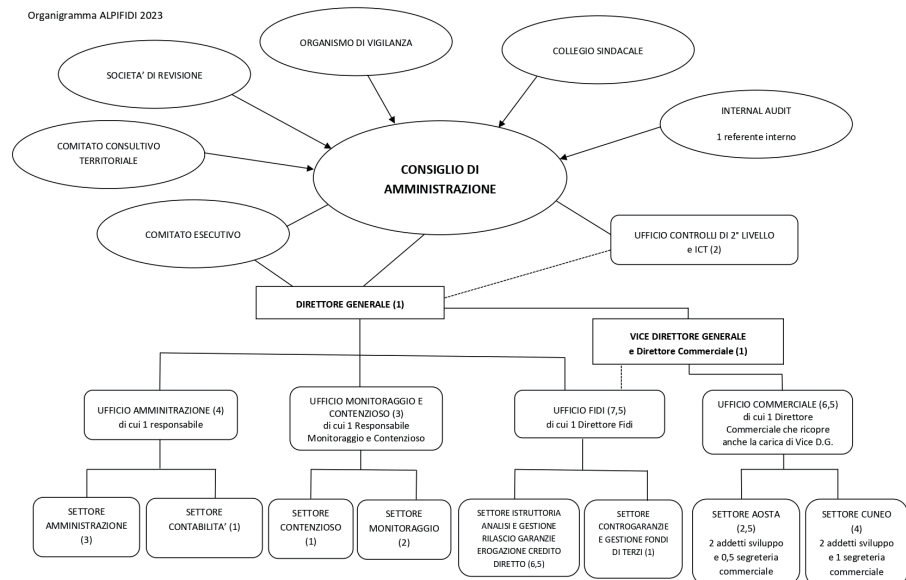 Organigramma ALPIFIDI 2023
ORGANISMO DI VIGILANZA
COLLEGIO SINDACALE
SOCIETA’ DI REVISIONE
INTERNAL AUDIT
1 referente interno
COMITATO CONSULTIVO
TERRITORIALE
CONSIGLIO DI
AMMINISTRAZIONE
COMITATO ESECUTIVO
UFFICIO CONTROLLI DI 2° LIVELLO
e ICT (2)
DIRETTORE GENERALE (1)
VICE DIRETTORE GENERALE
e Direttore Commerciale (1)
UFFICIO AMMINITRAZIONE (4)
di cui 1 responsabile
UFFICIO MONITORAGGIO E
CONTENZIOSO (3)
di cui 1 Responsabile
Monitoraggio e Contenzioso
UFFICIO FIDI (7,5)
di cui 1 Direttore Fidi
UFFICIO COMMERCIALE (6,5)
di cui 1 Direttore
Commerciale che ricopre
anche la carica di Vice D.G.
SETTORE
AMMINISTRAZIONE
(3)
SETTORE
CONTABILITA’ (1)
SETTORE
CONTENZIOSO
(1)
SETTORE
MONITORAGGIO
(2)
SETTORE ISTRUTTORIA
ANALISI E GESTIONE
RILASCIO GARANZIE
EROGAZIONE CREDITO
DIRETTO (6,5)
SETTORE
CONTROGARANZIE
E GESTIONE FONDI
DI TERZI (1)
SETTORE AOSTA
(2,5)
2 addetti sviluppo
e 0,5 segreteria
commerciale
SETTORE CUNEO
(4)
2 addetti sviluppo
e 1 segreteria
commerciale